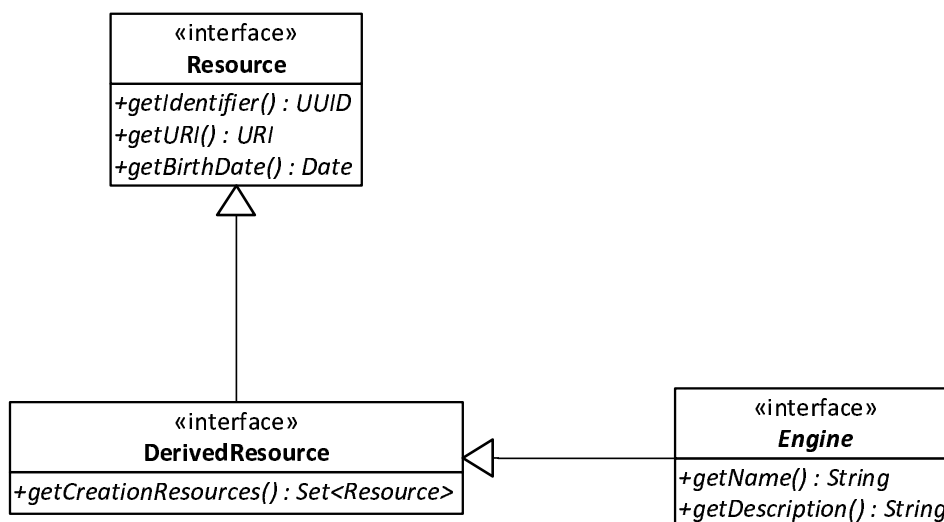 «interface»
Resource
+getIdentifier() : UUID
+getURI() : URI
+getBirthDate() : Date
«interface»
DerivedResource
+getCreationResources() : Set<Resource>
«interface»
Engine
+getName() : String
+getDescription() : String